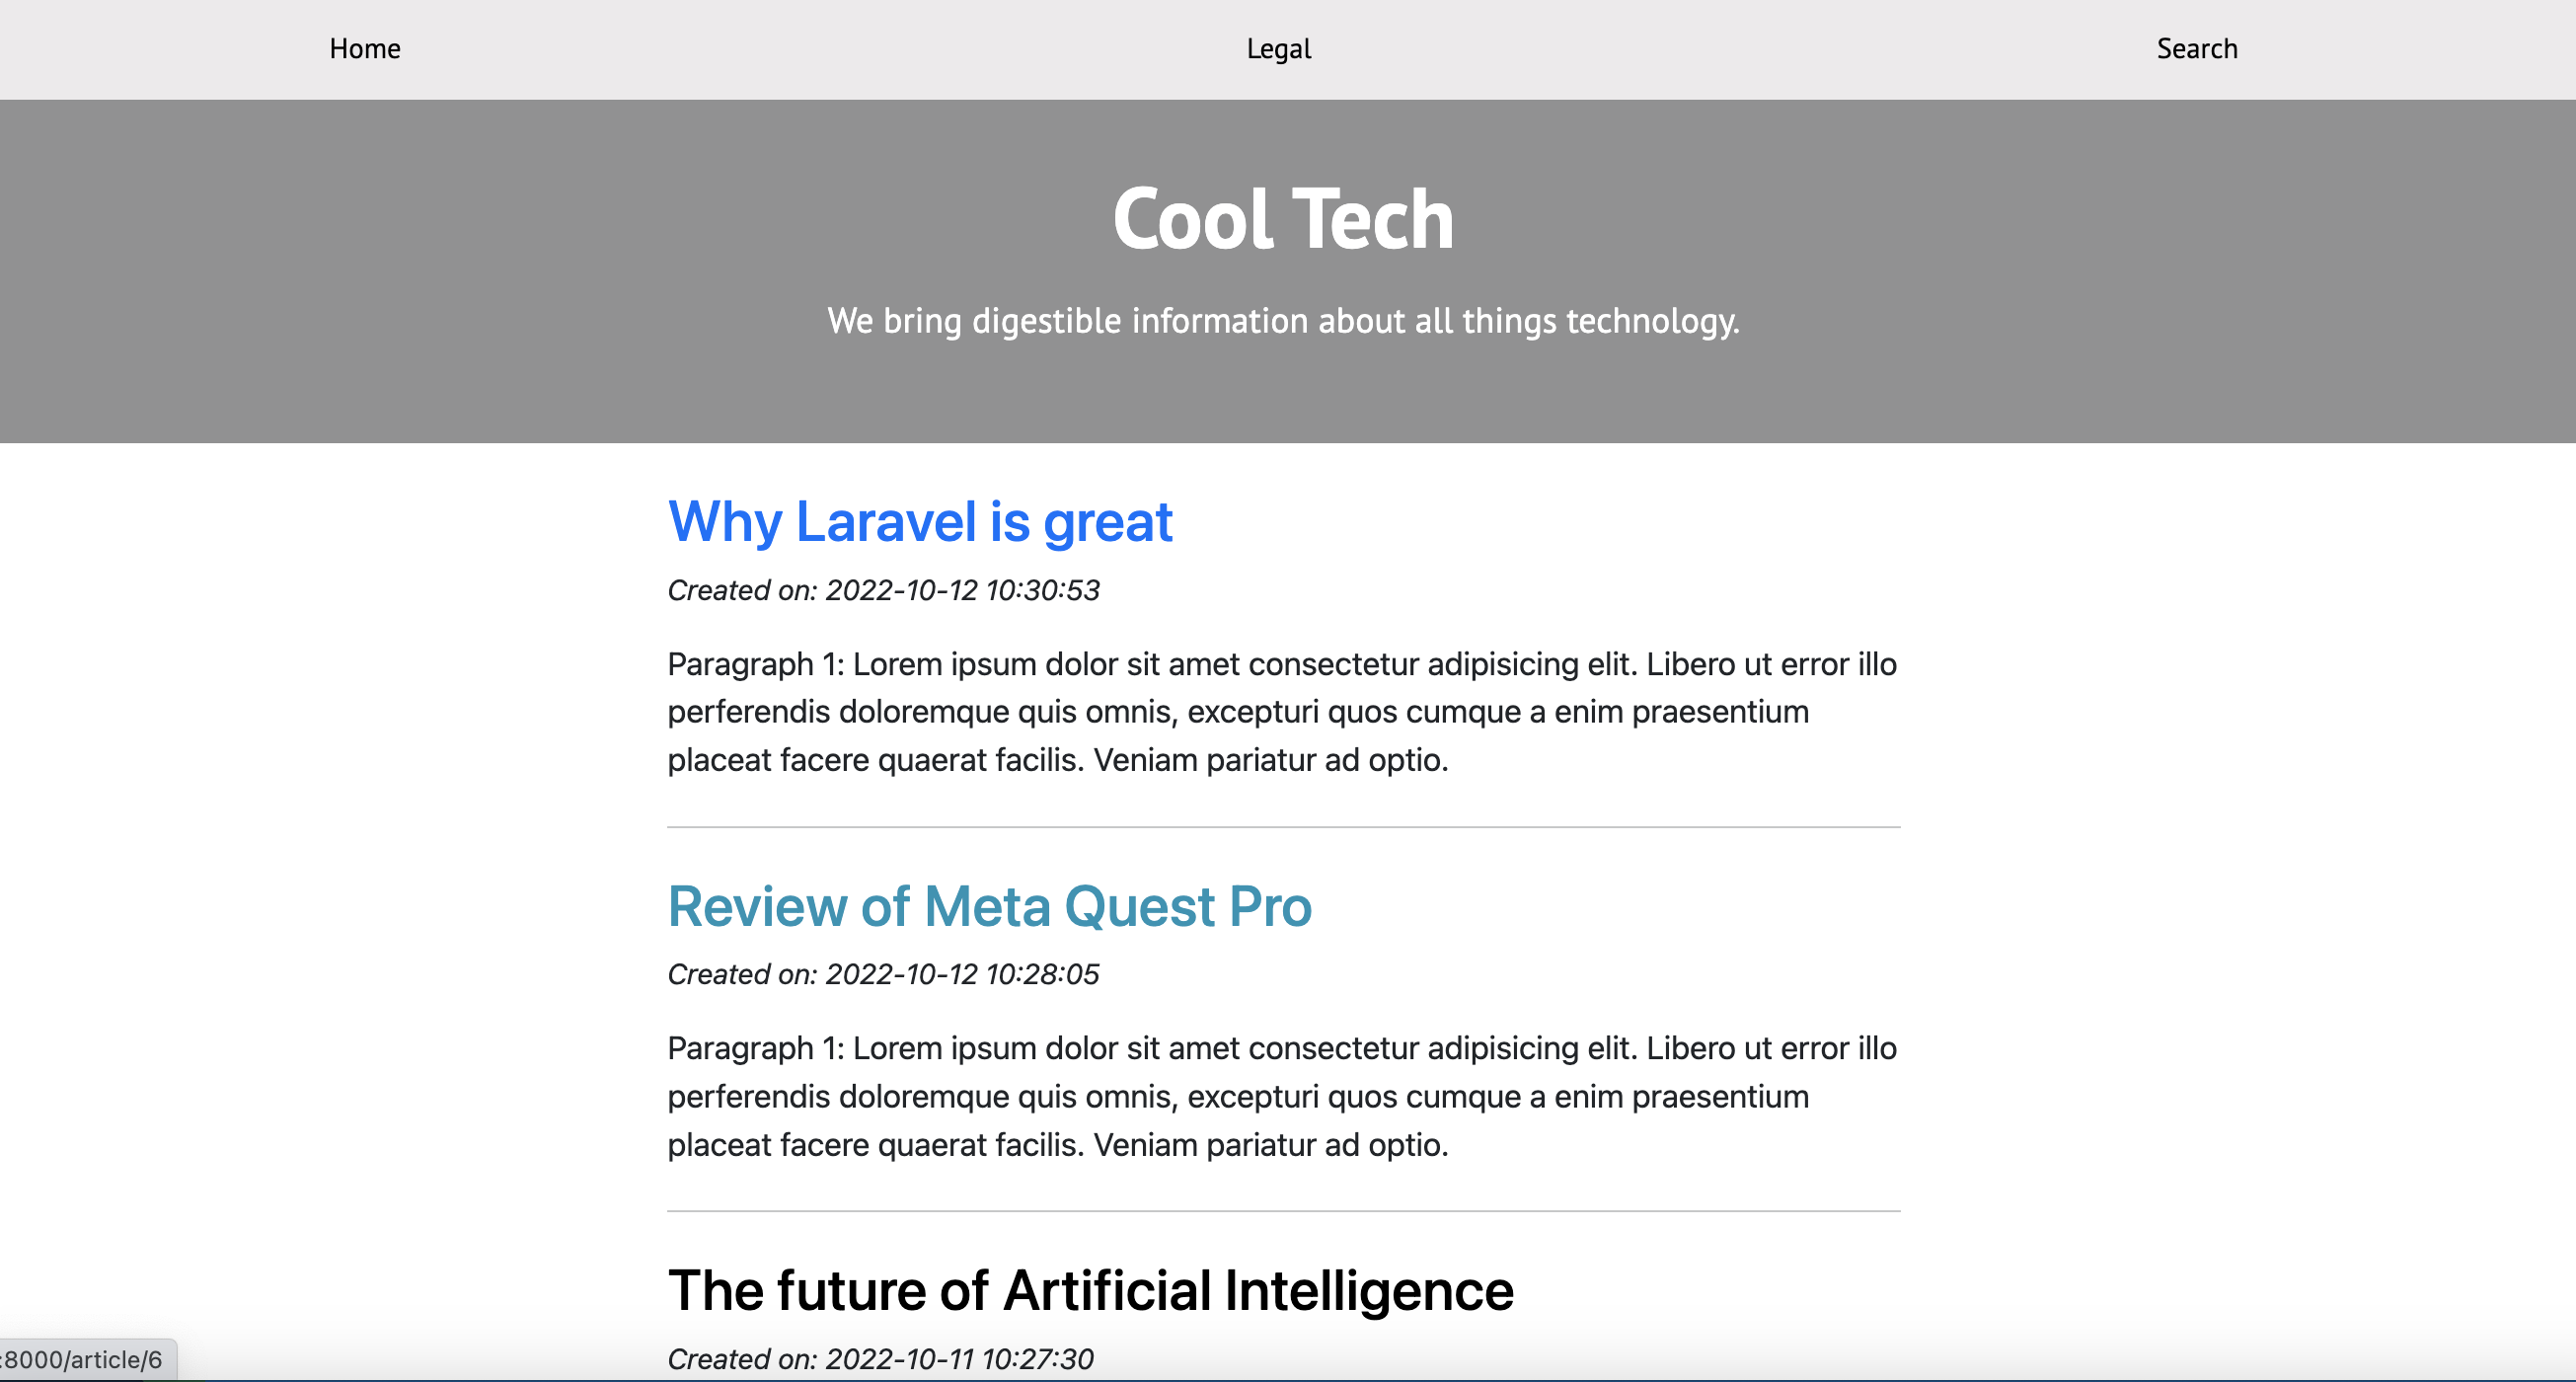 Home Legal Search
Cool Tech
We bring digestible information about all things technology.
Why Laravel is great
Created on: 2022-10-12 10:30:53
Paragraph 1: Lorem ipsum dolor sit amet consectetur adipisicing elit. Libero ut error illo
perferendis doloremque quis omnis, excepturi quos cumque a enim praesentium
placeat facere quaerat facilis. Veniam pariatur ad optio.
Review of Meta Quest Pro
Created on: 2022-10-12 10:28:05
Paragraph 1: Lorem ipsum dolor sit amet consectetur adipisicing elit. Libero ut error illo
perferendis doloremque quis omnis, excepturi quos cumque a enim praesentium
placeat facere quaerat facilis. Veniam pariatur ad optio.
The future of Artificial Intelligence
Created on: 2022-10-11 10:27:30
:8000/article/6